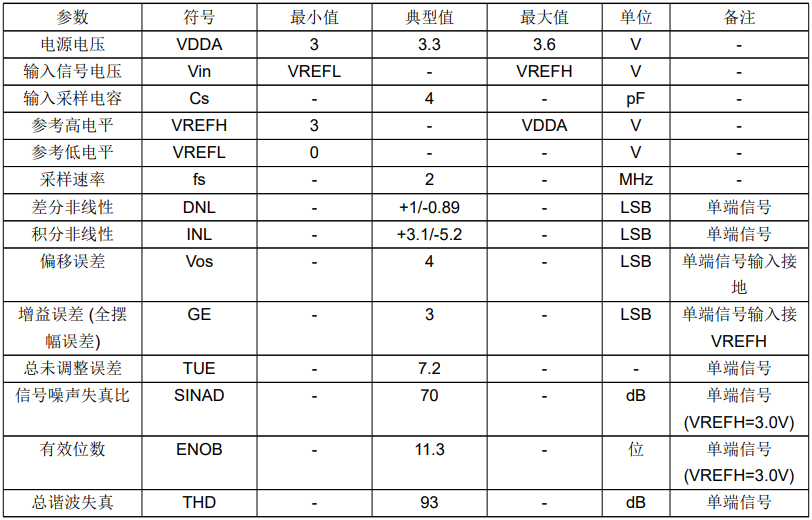 参数 符号 最小值 典型值 最大值 单位 备注
电源电压 VDDA 3 3.3 3.6 V -
输入信号电压 Vin VREFL - VREFH V -
输入采样电容 Cs - 4 - pF -
参考高电平 VREFH 3 - VDDA V -
参考低电平 VREFL 0 - - V -
采样速率 fs - 2 - MHz -
差分非线性 DNL - +1/-0.89 - LSB 单端信号
积分非线性 INL - +3.1/-5.2 - LSB 单端信号
偏移误差 Vos - 4 - LSB 单端信号输入接
地
增益误差 (全摆 GE - 3 - LSB 单端信号输入接
幅误差) VREFH
总未调整误差 TUE - 7.2 - - 单端信号
信号噪声失真比 SINAD - 70 - dB 单端信号
(VREFH=3.0V)
有效位数 ENOB - 11.3 - 位 单端信号
(VREFH=3.0V)
总谐波失真 THD - 93 - dB 单端信号